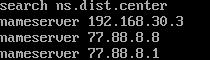 search ns.dist.center
nameserver 192.168.30.3
nameserver 77.88.8.8
nameserver 77.88.8.1